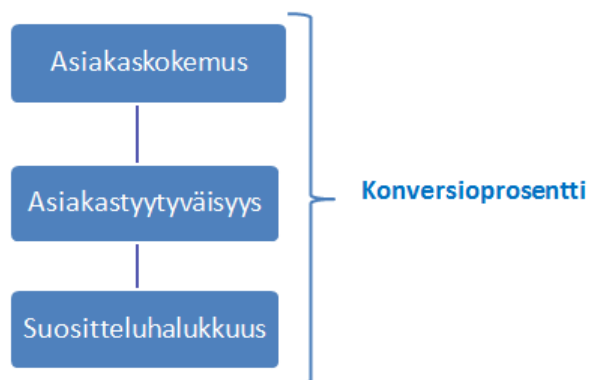 Asiakaskokemus
Asiakastyytyväisyys
Konversioprosentti
Suositteluhalukkuus